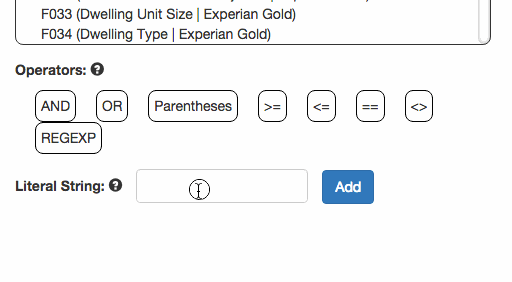 F033 (Dwelling Unit Size | Experian Gold)
F034 (Dwelling Type | Experian Gold)
Operators: ?
AND OR Parentheses >= <= == <>
REGEXP
Literal String: ? Add